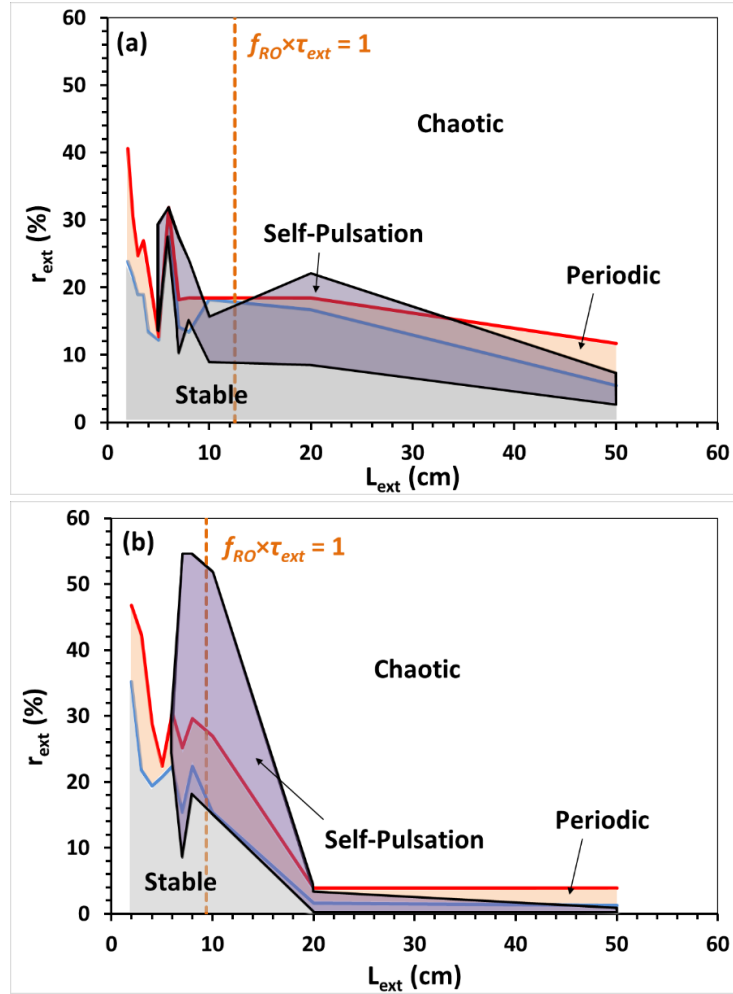 60
(a)
f_RO×τ_ext = 1
50
Chaotic
40
r_ext (%)
30
Self-Pulsation
Periodic
20
10
Stable
0
0 10 20 30 40 50 60
L_ext (cm)
60
(b)
f_RO×τ_ext = 1
50
40
Chaotic
r_ext (%)
30
20
Self-Pulsation
Periodic
10
Stable
0
0 10 20 30 40 50 60
L_ext (cm)